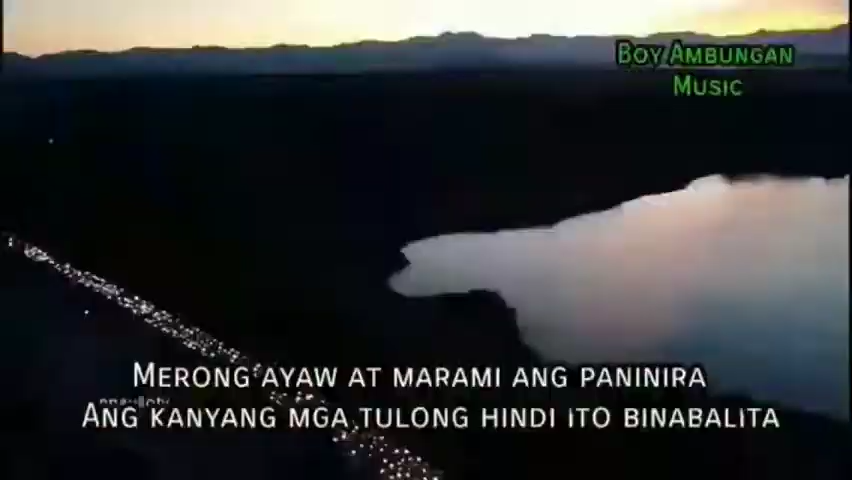 Boy Ambungan
Music
Merong ayaw at marami ang paninira
Ang kanyang mga tulong hindi ito binabalita